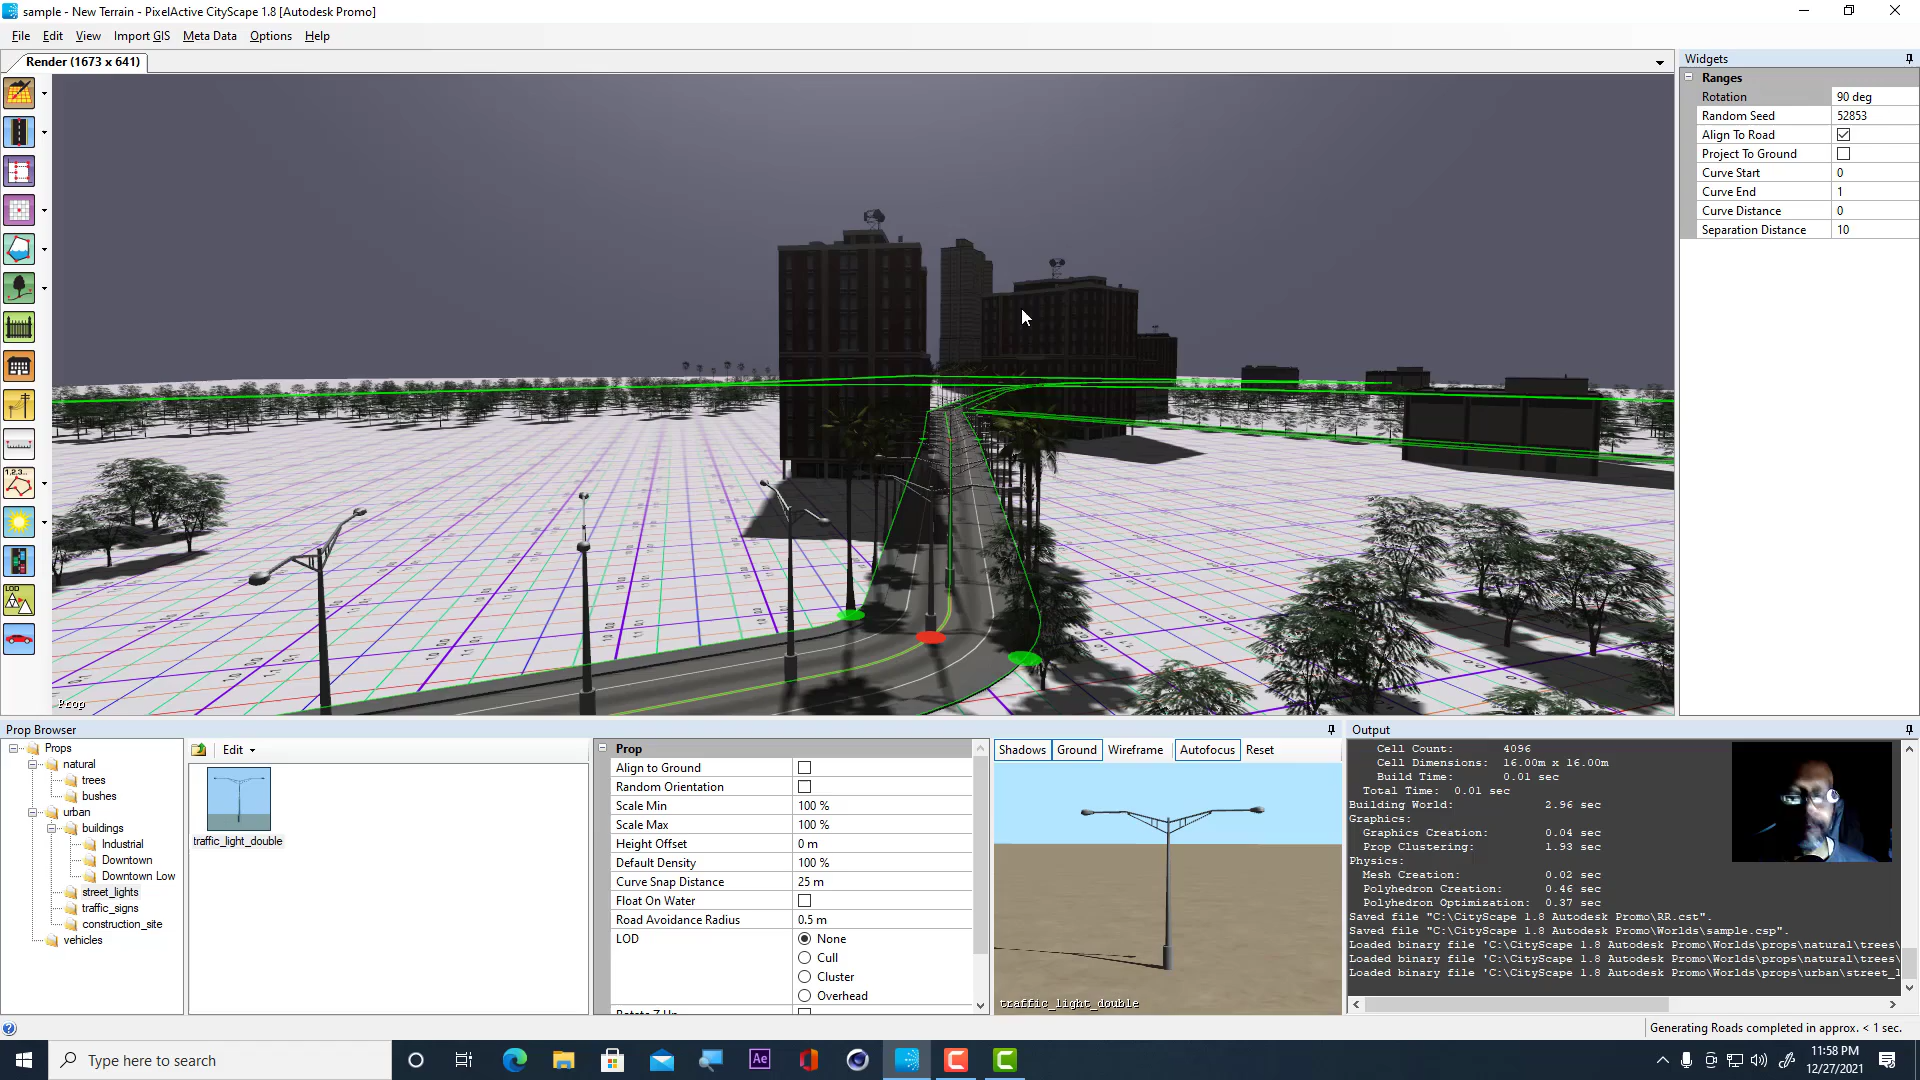 sample - New Terrain - PixelActive CityScape 1.8 [Autodesk Promo]
File Edit View Import GIS Meta Data Options Help
Render (1673 x 641)
Prop
Widgets
Ranges
Rotation 90 deg
Random Seed 52853
Align To Road
Project To Ground
Curve Start 0
Curve End 1
Curve Distance 0
Separation Distance 10
Prop Browser
Props
natural
trees
bushes
urban
buildings
Industrial
Downtown
Downtown Low
street_lights
traffic_signs
construction_site
vehicles
Edit
traffic_light_double
Prop
Align to Ground
Random Orientation
Scale Min 100 %
Scale Max 100 %
Height Offset 0 m
Default Density 100 %
Curve Snap Distance 25 m
Float On Water
Road Avoidance Radius 0.5 m
LOD None
Cull
Cluster
Overhead
Shadows Ground Wireframe Autofocus Reset
traffic_light_double
Output
Cell Count: 4096
Cell Dimensions: 16.00m x 16.00m
Build Time: 0.01 sec
Total Time: 0.01 sec
Building World: 2.96 sec
Graphics:
Graphics Creation: 0.04 sec
Prop Clustering: 1.93 sec
Physics:
Mesh Creation: 0.02 sec
Polyhedron Creation: 0.46 sec
Polyhedron Optimization: 0.37 sec
Saved file "C:\CityScape 1.8 Autodesk Promo\RR.cst".
Saved file "C:\CityScape 1.8 Autodesk Promo\Worlds\sample.csp".
Loaded binary file 'C:\CityScape 1.8 Autodesk Promo\Worlds\props\natural\trees\
Loaded binary file 'C:\CityScape 1.8 Autodesk Promo\Worlds\props\natural\trees\
Loaded binary file 'C:\CityScape 1.8 Autodesk Promo\Worlds\props\urban\street_l
Generating Roads completed in approx. < 1 sec.
Type here to search
Ae
11:58 PM
12/27/2021